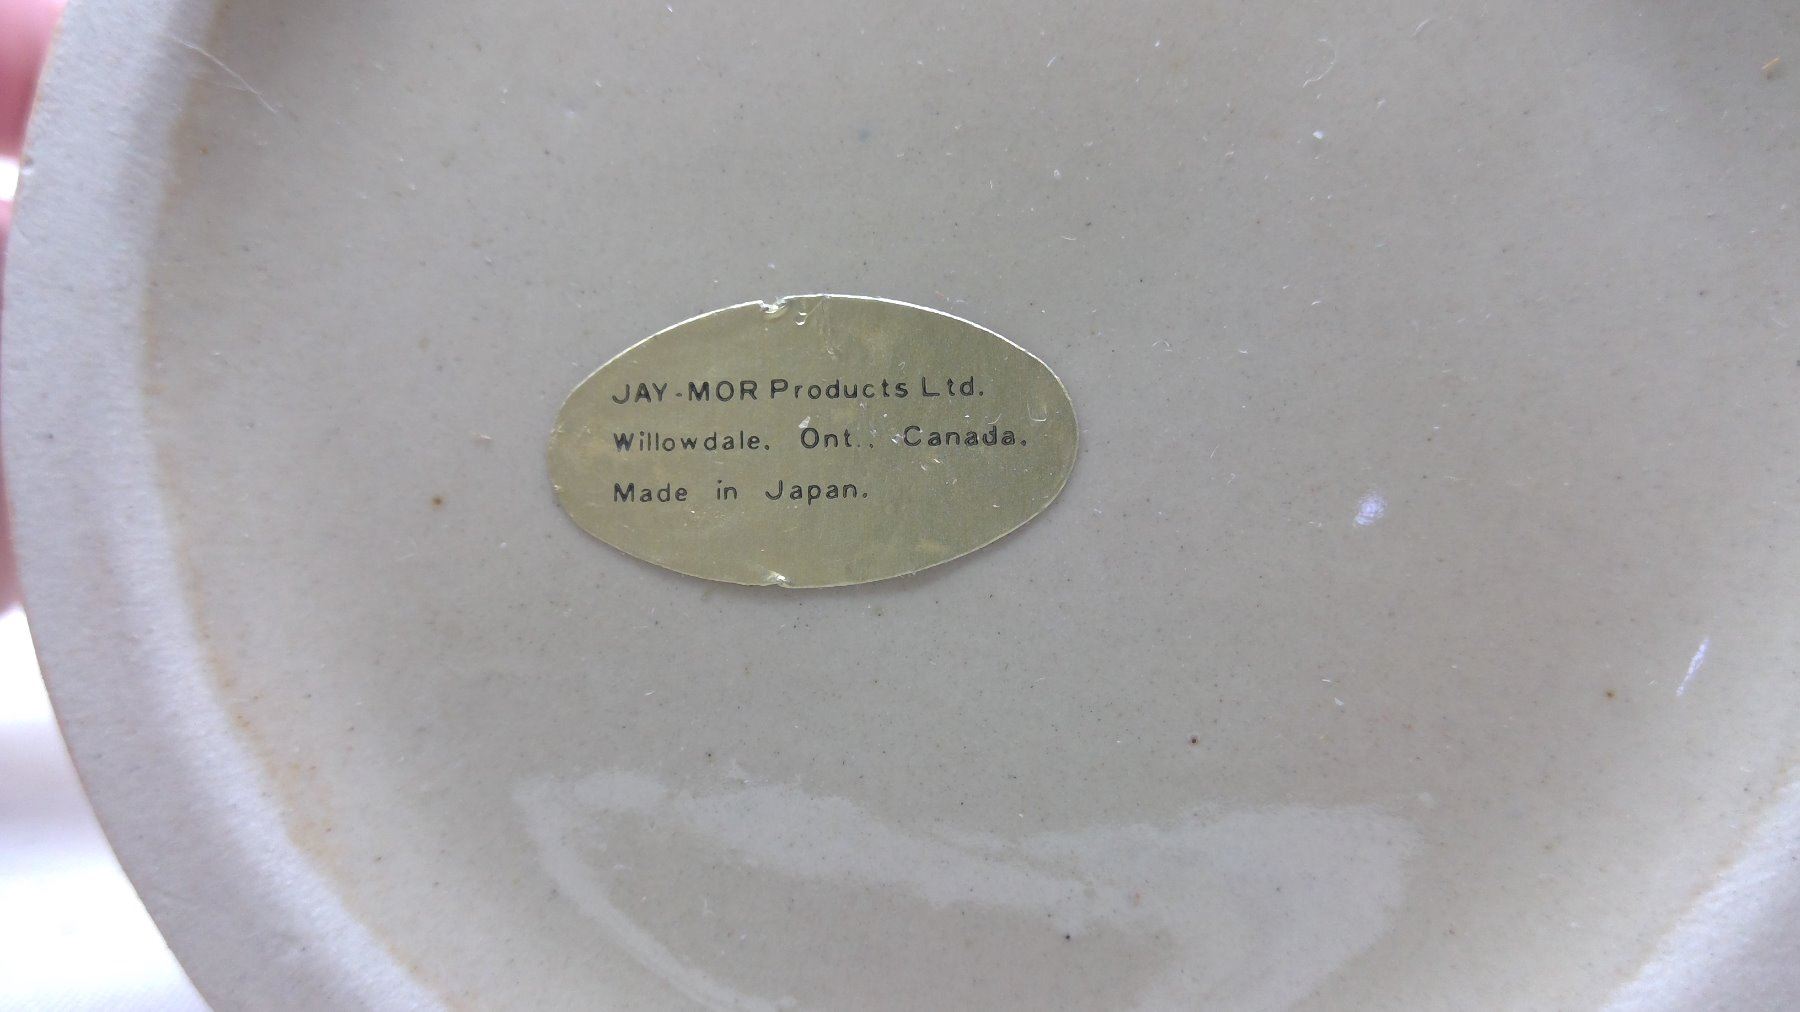 JAY-MOR Products Ltd.
Willowdale. Ont.. Canada.
Made in Japan.